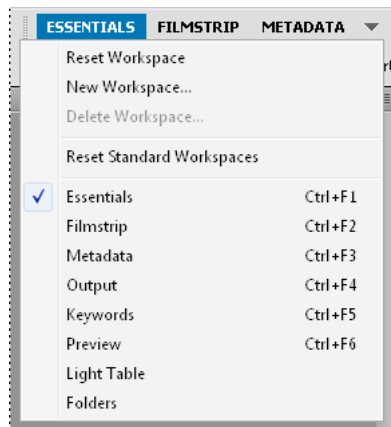 ESSENTIALS FILMSTRIP METADATA
Reset Workspace
New Workspace...
Delete Workspace...
Reset Standard Workspaces
Essentials Ctrl+F1
Filmstrip Ctrl+F2
Metadata Ctrl+F3
Output Ctrl+F4
Keywords Ctrl+F5
Preview Ctrl+F6
Light Table
Folders